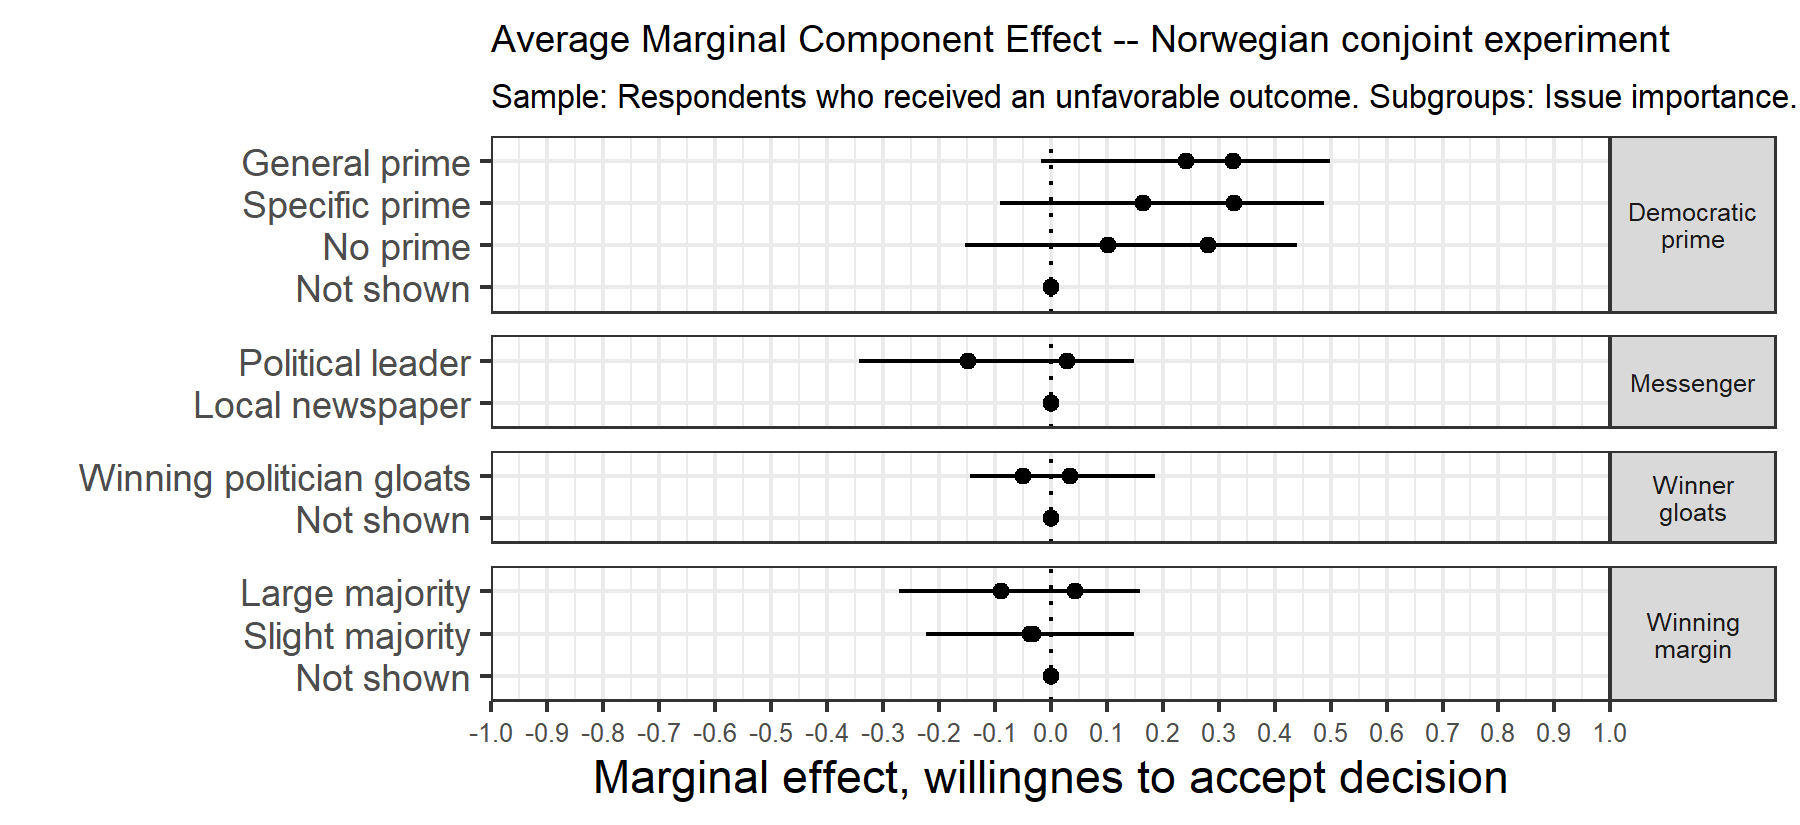 Average Marginal Component Effect -- Norwegian conjoint experiment
Sample: Respondents who received an unfavorable outcome. Subgroups: Issue importance.
General prime
Specific prime
No prime
Not shown
Democratic
prime
Political leader
Local newspaper
Messenger
Winning politician gloats
Not shown
Winner
gloats
Large majority
Slight majority
Not shown
Winning
margin
-1.0 -0.9 -0.8 -0.7 -0.6 -0.5 -0.4 -0.3 -0.2 -0.1 0.0 0.1 0.2 0.3 0.4 0.5 0.6 0.7 0.8 0.9 1.0
Marginal effect, willingnes to accept decision